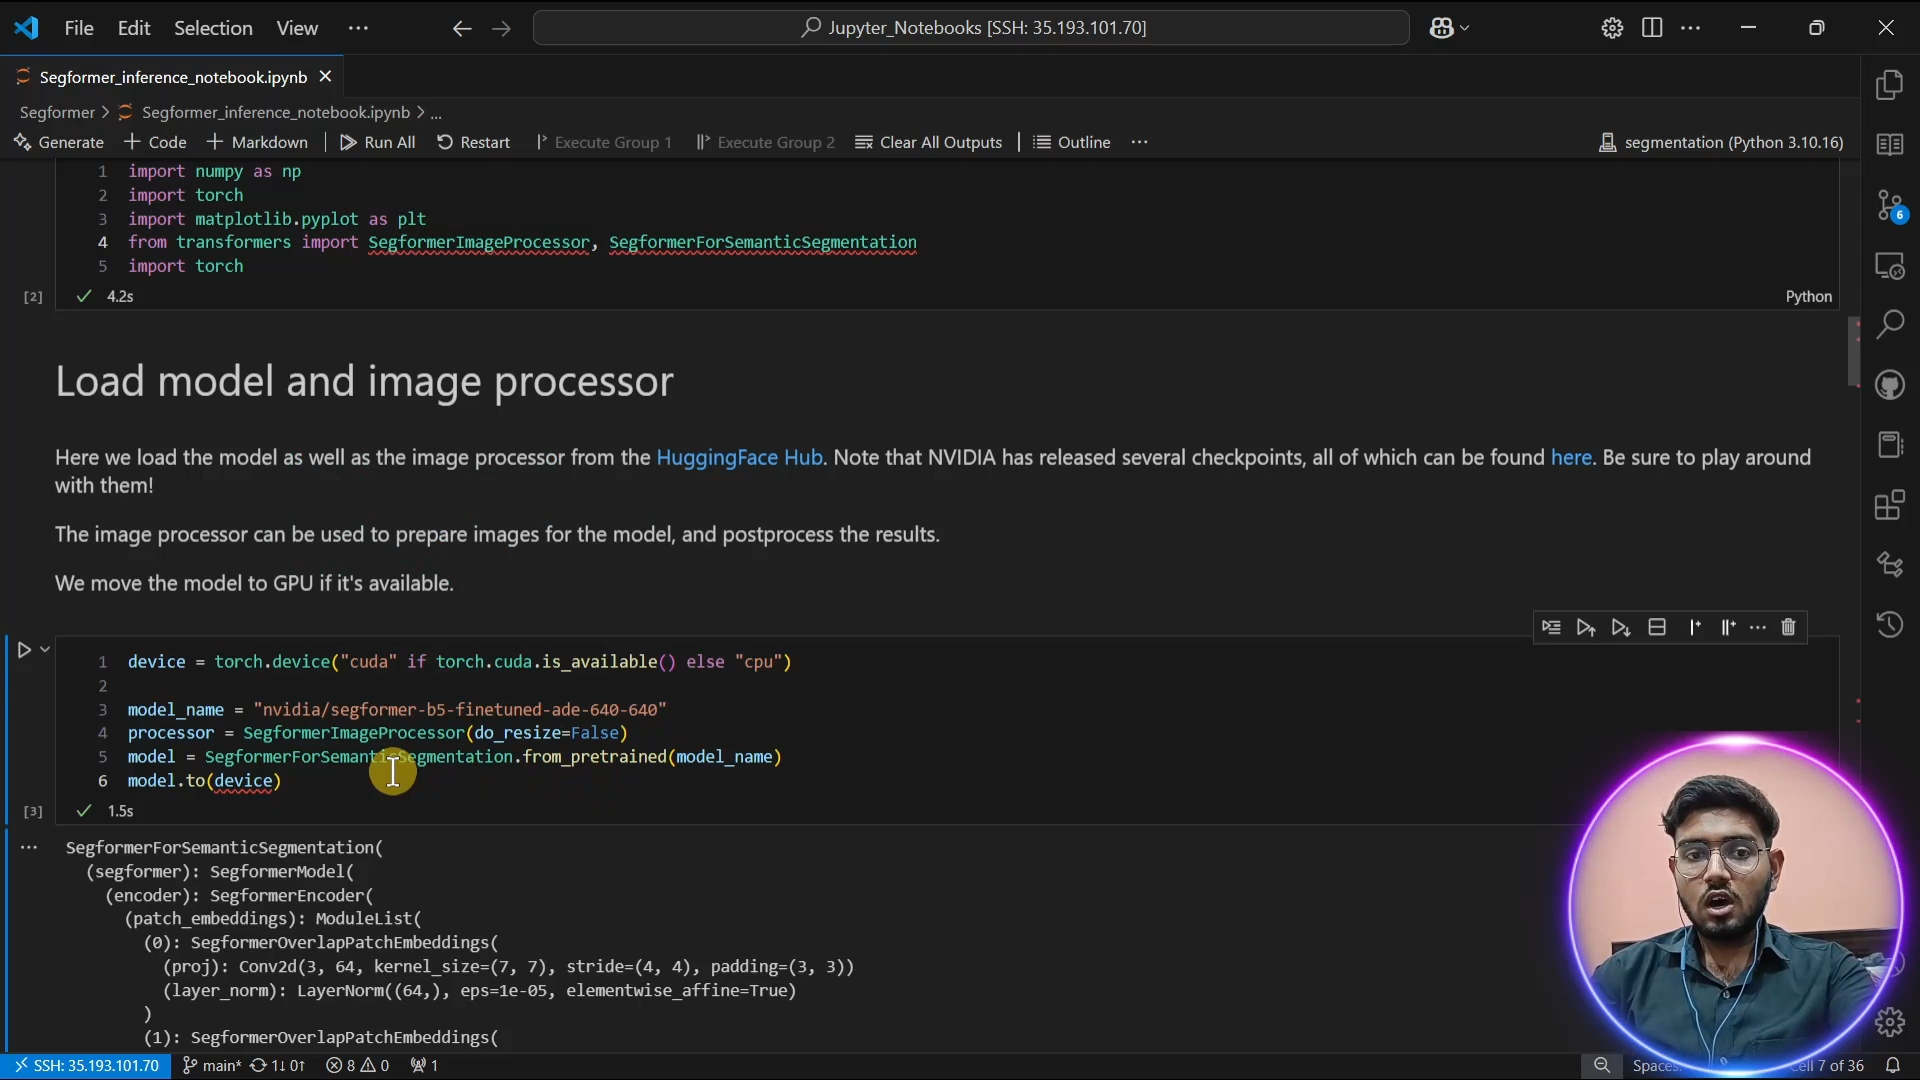 File Edit Selection View ··· Jupyter_Notebooks [SSH: 35.193.101.70]
Segformer_inference_notebook.ipynb
Segformer > Segformer_inference_notebook.ipynb > ...
Generate + Code + Markdown Run All Restart Execute Group 1 Execute Group 2 Clear All Outputs Outline ··· segmentation (Python 3.10.16)
1 import numpy as np
2 import torch
3 import matplotlib.pyplot as plt
4 from transformers import SegformerImageProcessor, SegformerForSemanticSegmentation
5 import torch
[2] ✓ 4.2s Python
6
Load model and image processor
Here we load the model as well as the image processor from the HuggingFace Hub. Note that NVIDIA has released several checkpoints, all of which can be found here. Be sure to play around
with them!
The image processor can be used to prepare images for the model, and postprocess the results.
We move the model to GPU if it's available.
1 device = torch.device("cuda" if torch.cuda.is_available() else "cpu")
2
3 model_name = "nvidia/segformer-b5-finetuned-ade-640-640"
4 processor = SegformerImageProcessor(do_resize=False)
5 model = SegformerForSemanticSegmentation.from_pretrained(model_name)
6 model.to(device)
[3] ✓ 1.5s
... SegformerForSemanticSegmentation(
(segformer): SegformerModel(
(encoder): SegformerEncoder(
(patch_embeddings): ModuleList(
(0): SegformerOverlapPatchEmbeddings(
(proj): Conv2d(3, 64, kernel_size=(7, 7), stride=(4, 4), padding=(3, 3))
(layer_norm): LayerNorm((64,), eps=1e-05, elementwise_affine=True)
)
(1): SegformerOverlapPatchEmbeddings(
SSH: 35.193.101.70 main* 1↓ 0↑ 8 0 1 Spaces Cell 7 of 36